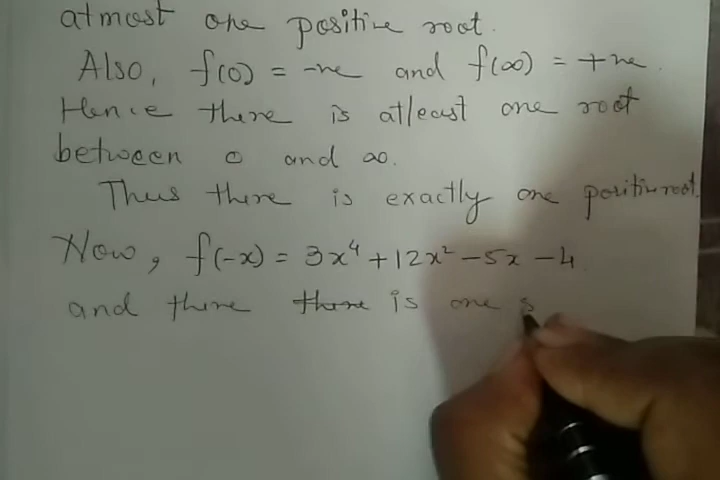 atmost one positive root.
Also, f(0) = -ve and f(∞) = +ve.
Hence there is atleast one root
between 0 and ∞.
Thus there is exactly one positive root.
Now, f(-x) = 3x⁴ + 12x² - 5x - 4
and there there is one s